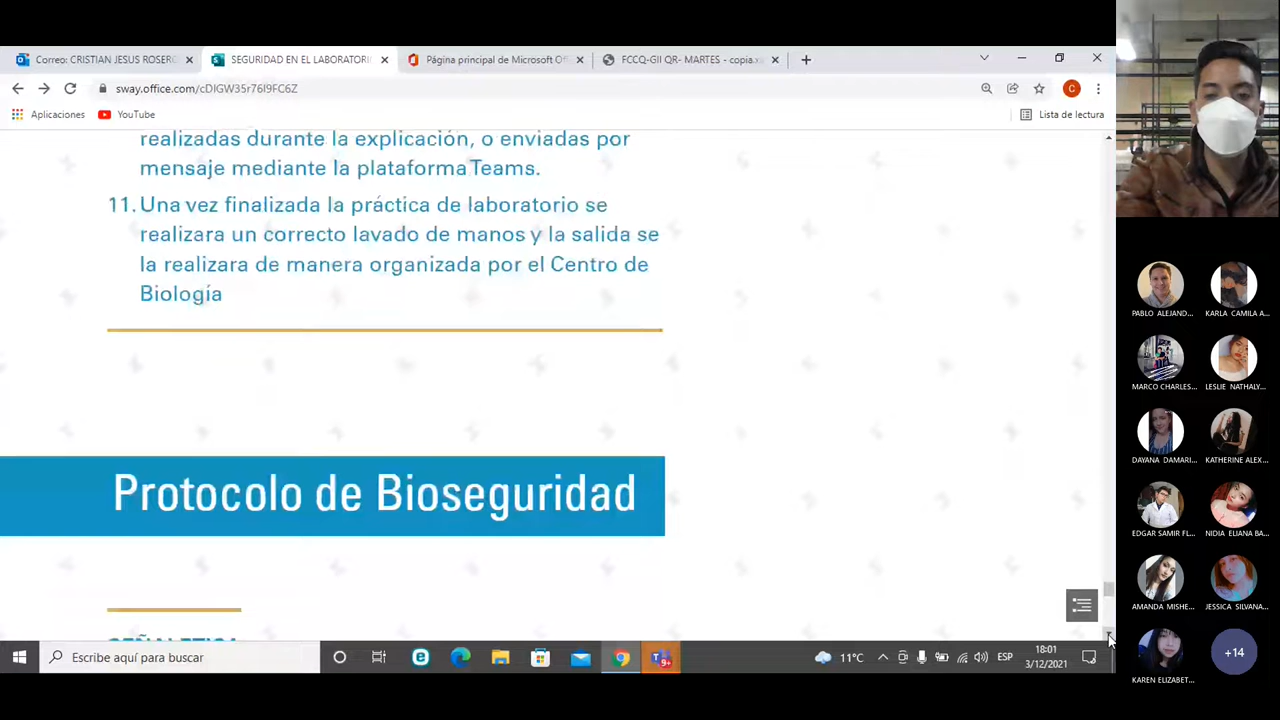 Correo: CRISTIAN JESUS ROSERO
SEGURIDAD EN EL LABORATORI
Página principal de Microsoft Of
FCCQ-GII QR- MARTES - copia.x
sway.office.com/cDIGW35r76I9FC6Z
C
Aplicaciones
YouTube
Lista de lectura
realizadas durante la explicación, o enviadas por
mensaje mediante la plataforma Teams.
11. Una vez finalizada la práctica de laboratorio se
realizara un correcto lavado de manos y la salida se
la realizara de manera organizada por el Centro de
Biología
Protocolo de Bioseguridad
SEÑALETICA
Escribe aquí para buscar
9+
11°C
ESP
18:01
3/12/2021
PABLO ALEJAND...
KARLA CAMILA A...
MARCO CHARLES...
LESLIE NATHALY...
DAYANA DAMARI...
KATHERINE ALEX...
EDGAR SAMIR FL...
NIDIA ELIANA BA...
AMANDA MISHE...
JESSICA SILVANA...
KAREN ELIZABET...
+14